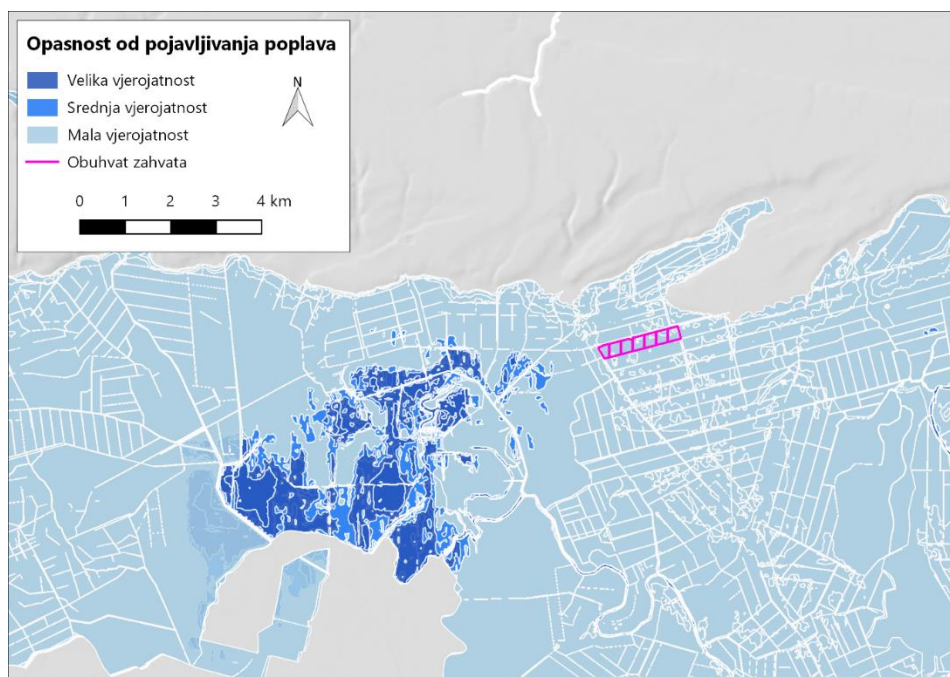 Opasnost od pojavljivanja poplava
Velika vjerojatnost
Srednja vjerojatnost
Mala vjerojatnost
Obuhvat zahvata
N
0 1 2 3 4 km